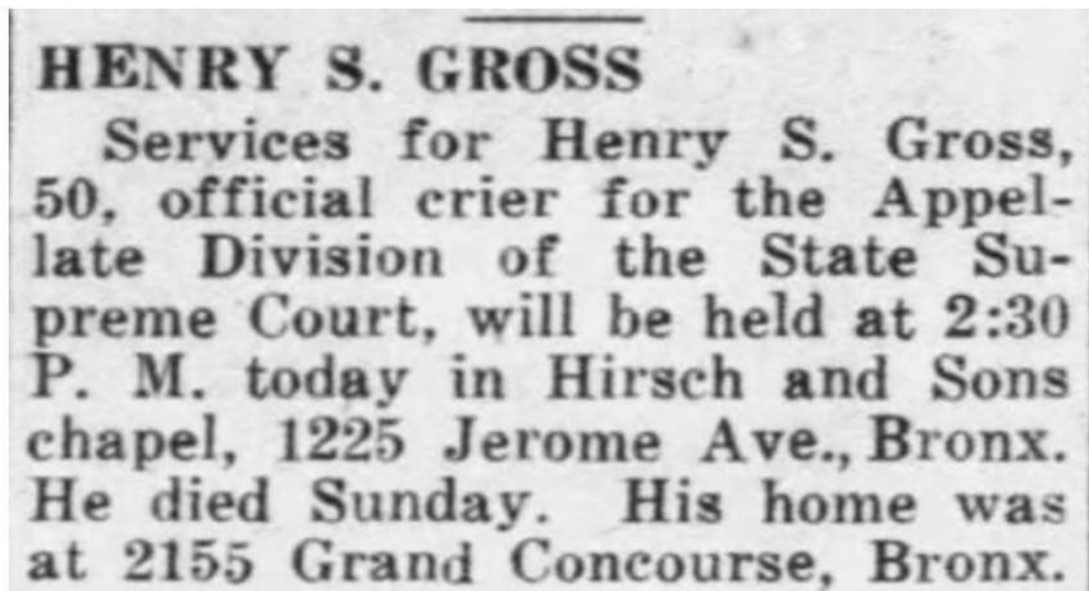 HENRY S. GROSS
Services for Henry S. Gross,
50, official crier for the Appel-
late Division of the State Su-
preme Court, will be held at 2:30
P. M. today in Hirsch and Sons
chapel, 1225 Jerome Ave., Bronx.
He died Sunday. His home was
at 2155 Grand Concourse, Bronx.